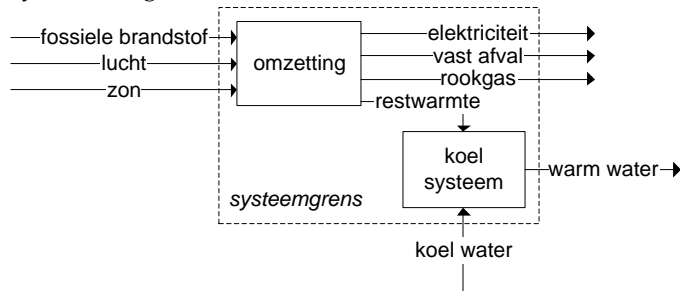 fossiele brandstof
lucht
zon
omzetting
elektriciteit
vast afval
rookgas
restwarmte
koel
systeem
warm water
systeemgrens
koel water